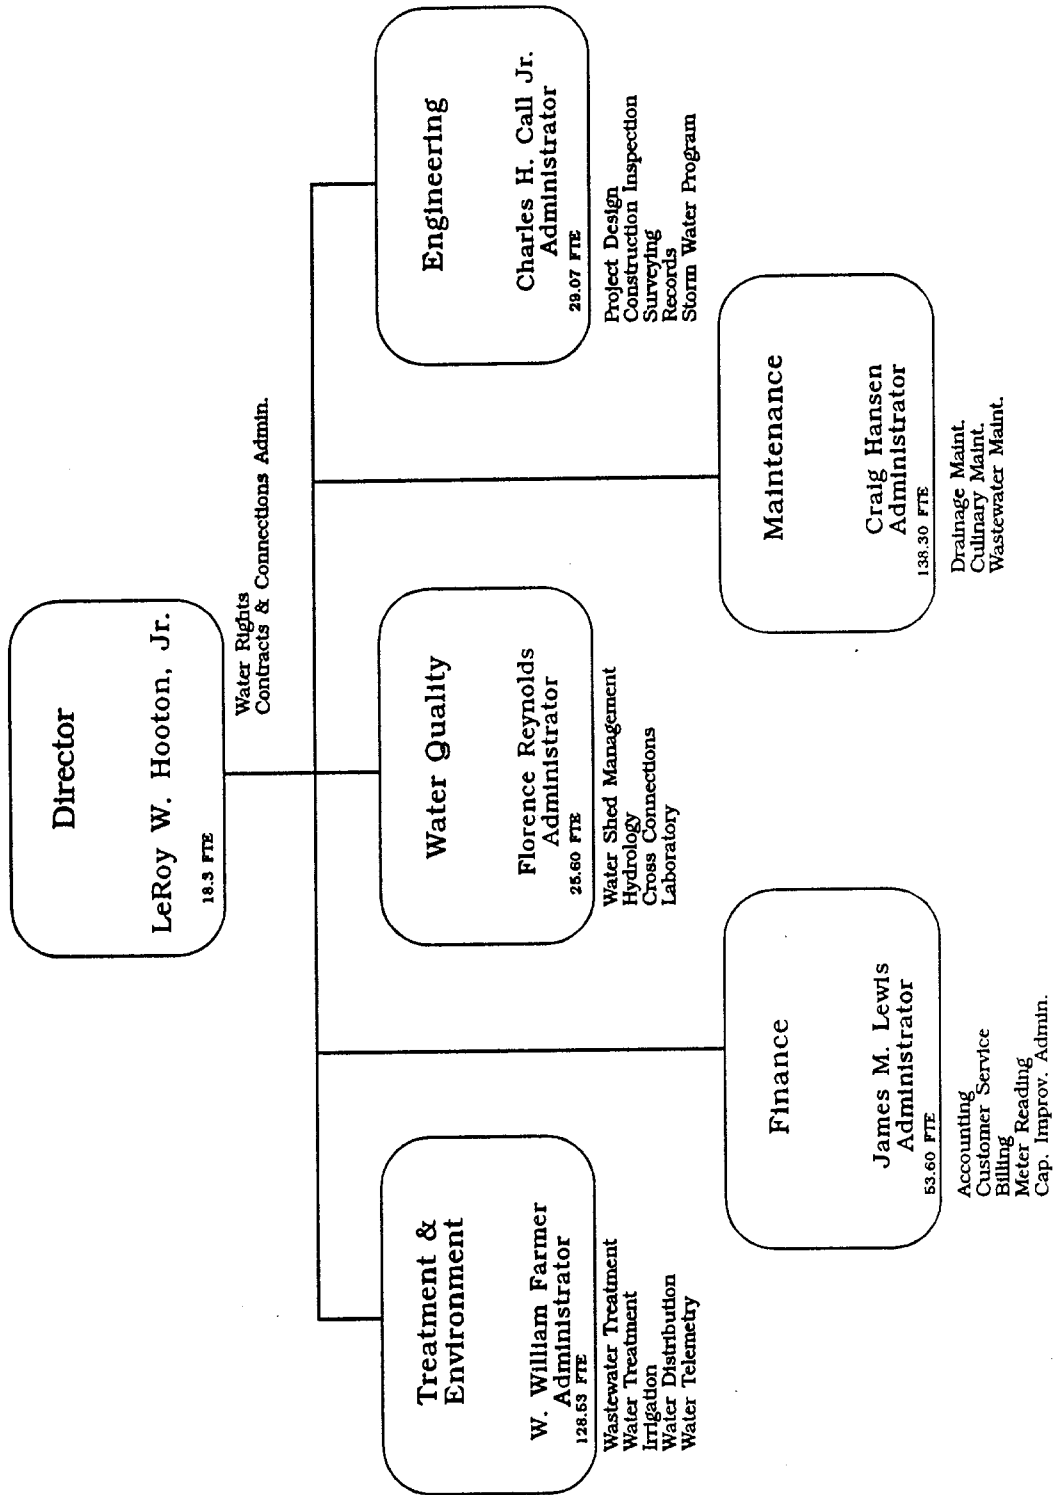 Director
LeRoy W. Hooton, Jr.
18.3 FTE
Water Rights
Contracts & Connections Admin.
Treatment &
Environment
W. William Farmer
Administrator
128.53 FTE
Wastewater Treatment
Water Treatment
Irrigation
Water Distribution
Water Telemetry
Water Quality
Florence Reynolds
Administrator
25.60 FTE
Water Shed Management
Hydrology
Cross Connections
Laboratory
Engineering
Charles H. Call Jr.
Administrator
29.07 FTE
Project Design
Construction Inspection
Surveying
Records
Storm Water Program
Finance
James M. Lewis
Administrator
53.60 FTE
Accounting
Customer Service
Billing
Meter Reading
Cap. Improv. Admin.
Maintenance
Craig Hansen
Administrator
138.30 FTE
Drainage Maint.
Culinary Maint.
Wastewater Maint.